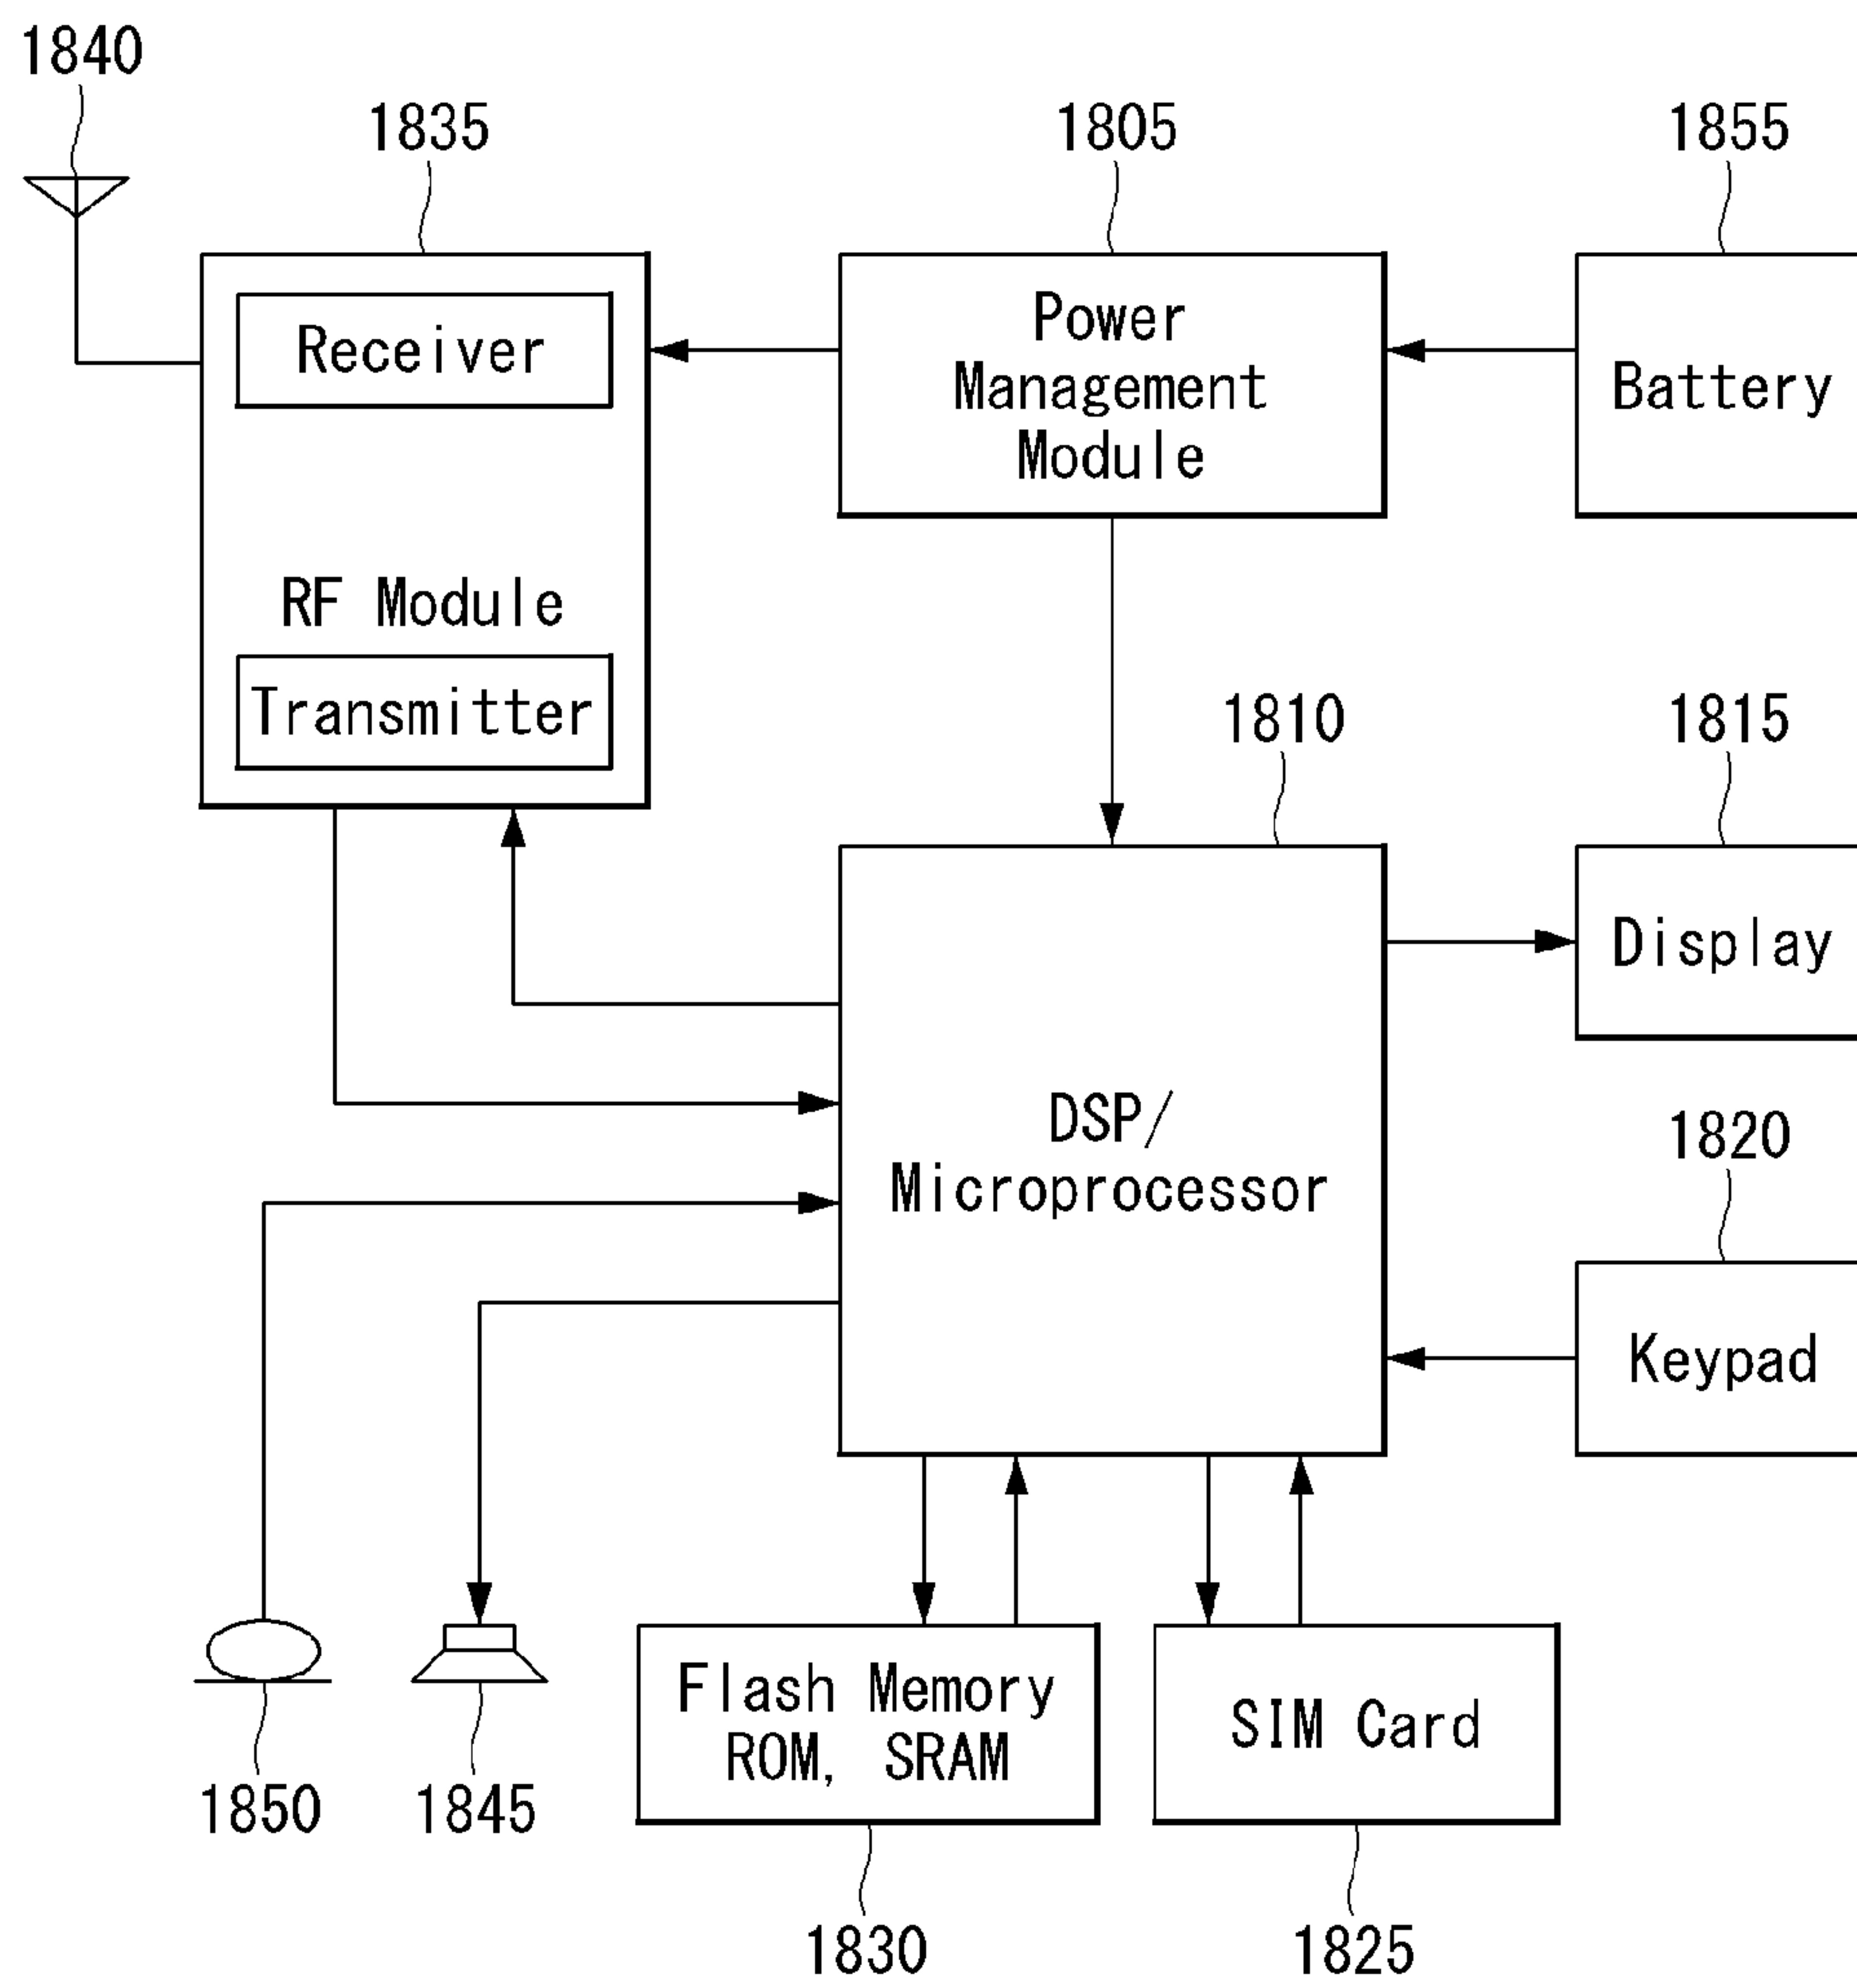 1840
1835
1805
1855
Receiver
RF Module
Transmitter
Power
Management
Module
Battery
1810
1815
DSP/
Microprocessor
Display
1820
Keypad
1850
1845
Flash Memory
ROM, SRAM
SIM Card
1830
1825